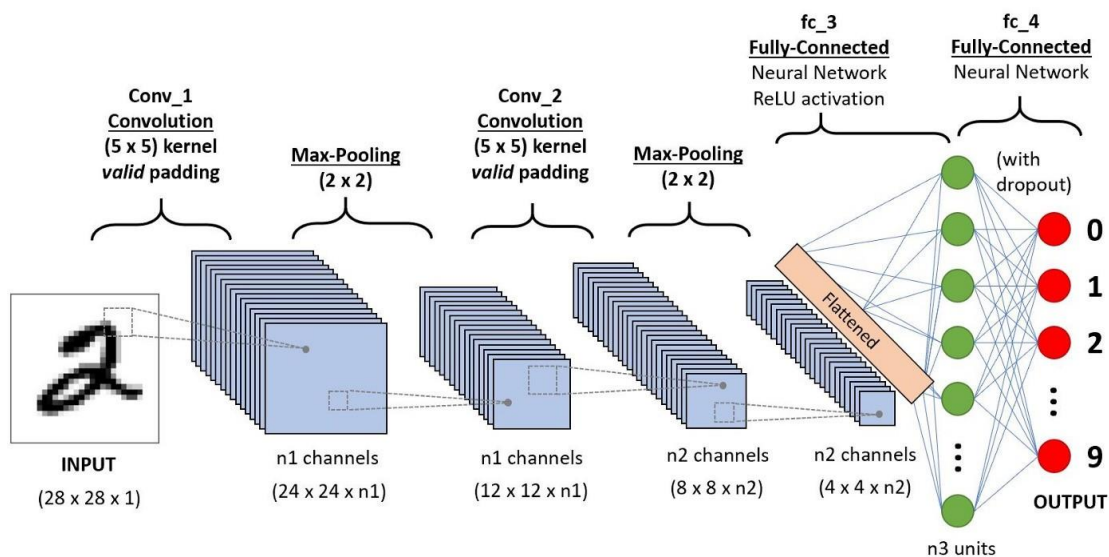 Conv_1
Convolution
(5 x 5) kernel
valid padding
Max-Pooling
(2 x 2)
Conv_2
Convolution
(5 x 5) kernel
valid padding
Max-Pooling
(2 x 2)
fc_3
Fully-Connected
Neural Network
ReLU activation
fc_4
Fully-Connected
Neural Network
(with
dropout)
2
INPUT
(28 x 28 x 1)
n1 channels
(24 x 24 x n1)
n1 channels
(12 x 12 x n1)
n2 channels
(8 x 8 x n2)
n2 channels
(4 x 4 x n2)
Flattened
n3 units
0
1
2
9
OUTPUT